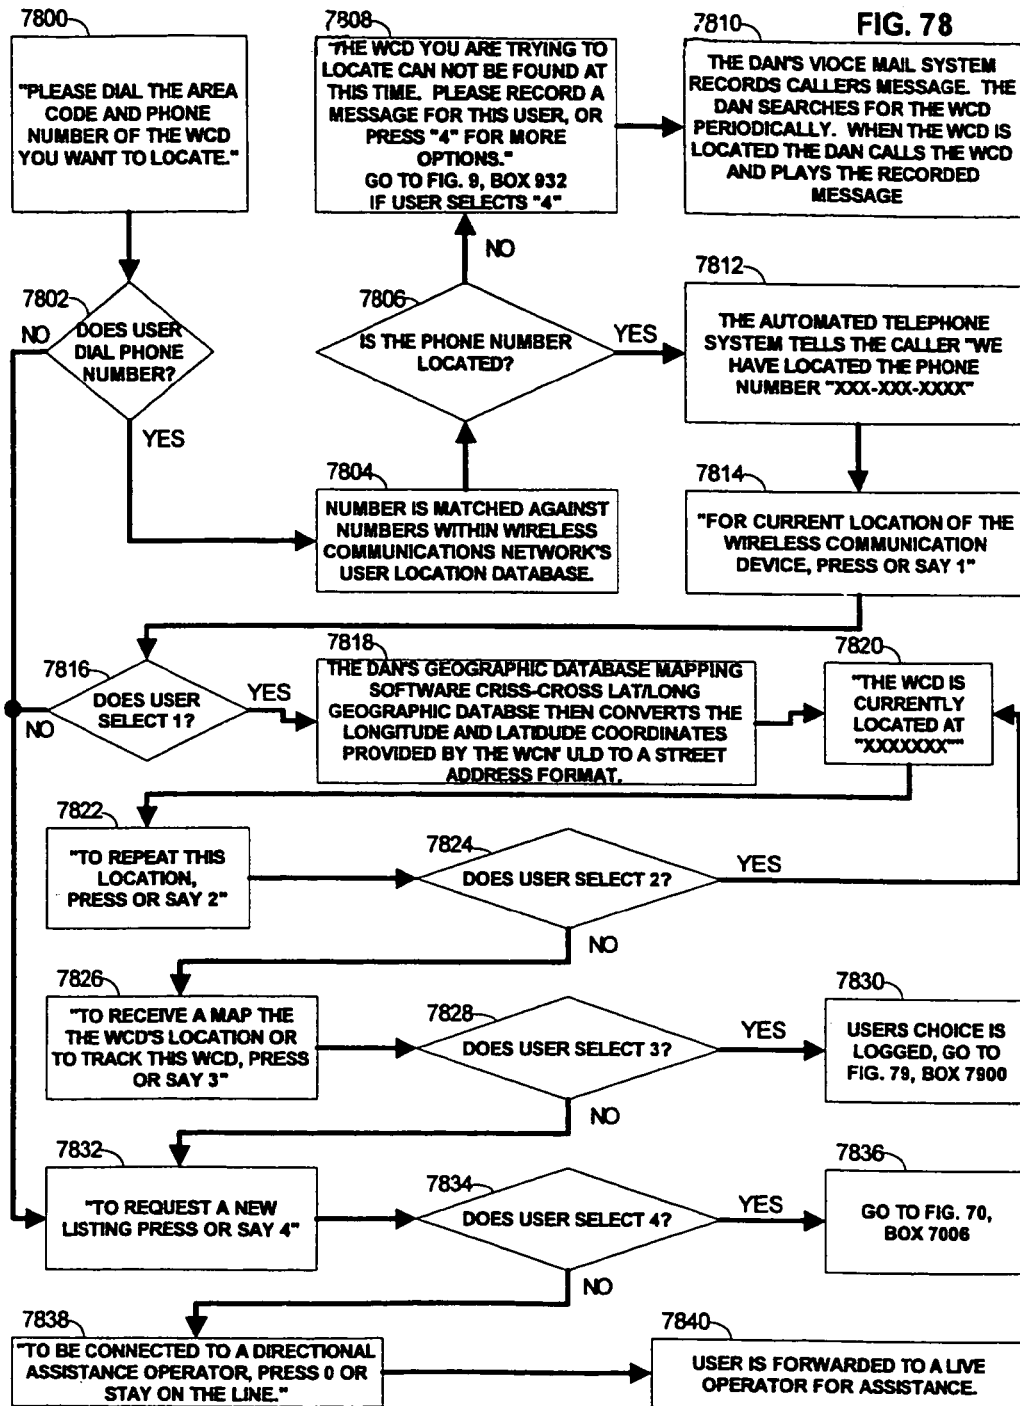 FIG. 78
7800
"PLEASE DIAL THE AREA
CODE AND PHONE
NUMBER OF THE WCD
YOU WANT TO LOCATE."
7808
"THE WCD YOU ARE TRYING TO
LOCATE CAN NOT BE FOUND AT
THIS TIME. PLEASE RECORD A
MESSAGE FOR THIS USER, OR
PRESS "4" FOR MORE
OPTIONS."
GO TO FIG. 9, BOX 932
IF USER SELECTS "4"
7810
THE DAN'S VIOCE MAIL SYSTEM
RECORDS CALLERS MESSAGE. THE
DAN SEARCHES FOR THE WCD
PERIODICALLY. WHEN THE WCD IS
LOCATED THE DAN CALLS THE WCD
AND PLAYS THE RECORDED
MESSAGE
NO
7802
NO
DOES USER
DIAL PHONE
NUMBER?
YES
7806
IS THE PHONE NUMBER
LOCATED?
YES
7812
THE AUTOMATED TELEPHONE
SYSTEM TELLS THE CALLER "WE
HAVE LOCATED THE PHONE
NUMBER "XXX-XXX-XXXX"
7804
NUMBER IS MATCHED AGAINST
NUMBERS WITHIN WIRELESS
COMMUNICATIONS NETWORK'S
USER LOCATION DATABASE.
7814
"FOR CURRENT LOCATION OF THE
WIRELESS COMMUNICATION
DEVICE, PRESS OR SAY 1"
7816
DOES USER
SELECT 1?
YES
NO
7818
THE DAN'S GEOGRAPHIC DATABASE MAPPING
SOFTWARE CRISS-CROSS LAT/LONG
GEOGRAPHIC DATABSE THEN CONVERTS THE
LONGITUDE AND LATIDUDE COORDINATES
PROVIDED BY THE WCN' ULD TO A STREET
ADDRESS FORMAT.
7820
"THE WCD IS
CURRENTLY
LOCATED AT
"XXXXXXX""
7822
"TO REPEAT THIS
LOCATION,
PRESS OR SAY 2"
7824
DOES USER SELECT 2?
YES
NO
7826
"TO RECEIVE A MAP THE
THE WCD'S LOCATION OR
TO TRACK THIS WCD, PRESS
OR SAY 3"
7828
DOES USER SELECT 3?
YES
NO
7830
USERS CHOICE IS
LOGGED, GO TO
FIG. 79, BOX 7900
7832
"TO REQUEST A NEW
LISTING PRESS OR SAY 4"
7834
DOES USER SELECT 4?
YES
NO
7836
GO TO FIG. 70,
BOX 7006
7838
"TO BE CONNECTED TO A DIRECTIONAL
ASSISTANCE OPERATOR, PRESS 0 OR
STAY ON THE LINE."
7840
USER IS FORWARDED TO A LIVE
OPERATOR FOR ASSISTANCE.